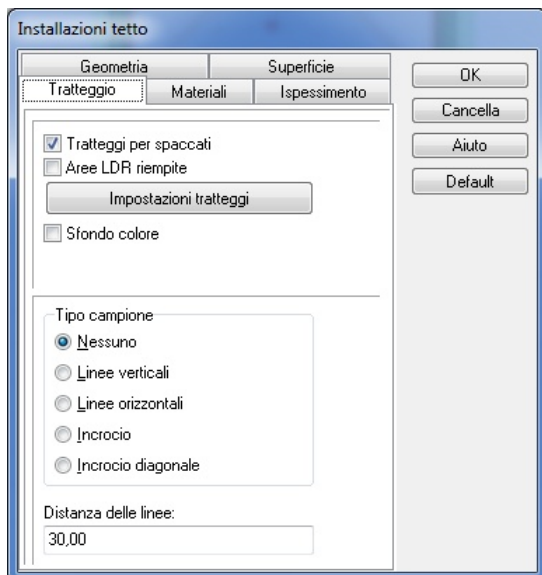 Installazioni tetto
Geometria
Superficie
Tratteggio
Materiali
Ispessimento
OK
Cancella
Aiuto
Default
Tratteggi per spaccati
Aree LDR riempite
Impostazioni tratteggi
Sfondo colore
Tipo campione
Nessuno
Linee verticali
Linee orizzontali
Incrocio
Incrocio diagonale
Distanza delle linee:
30,00